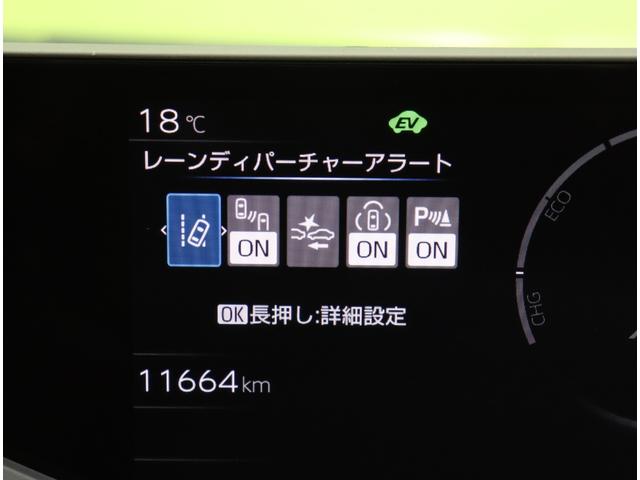 18℃
EV
レーンディパーチャーアラート
ON
ON
P
ON
OK長押し:詳細設定
11664km
ECO
CHG